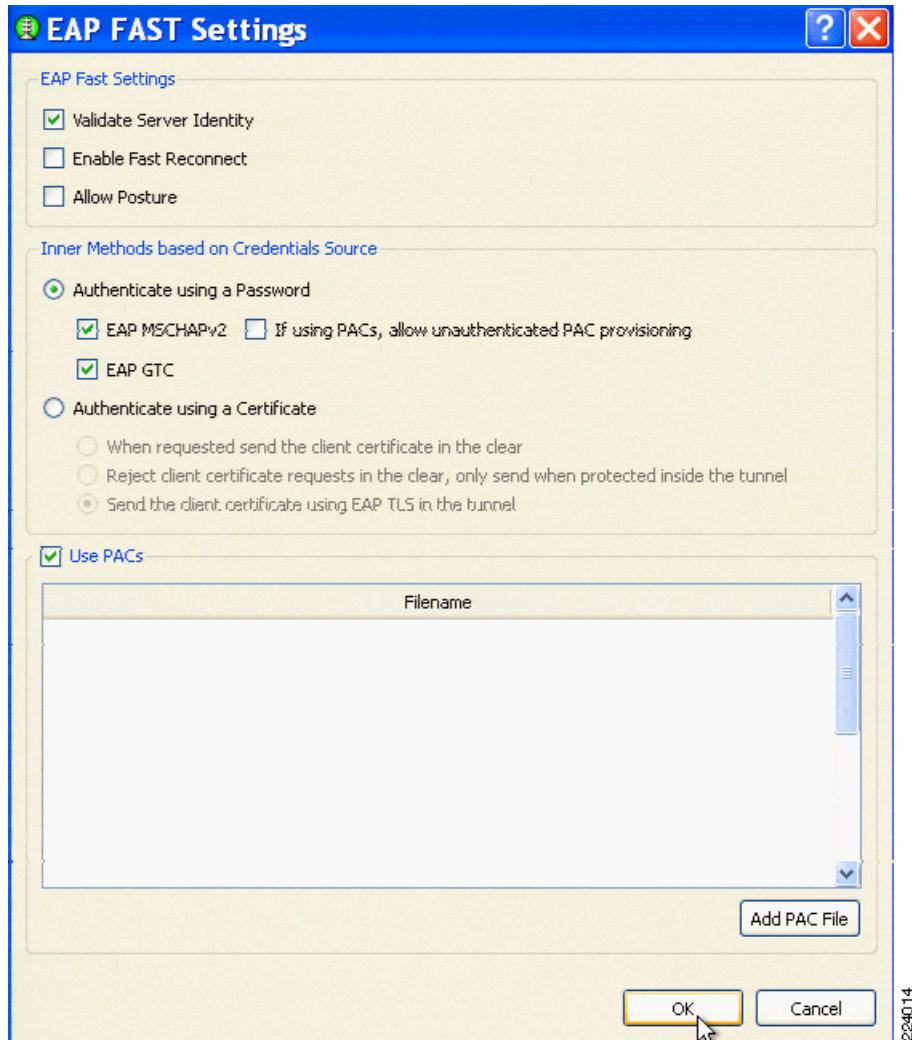 EAP FAST Settings
EAP Fast Settings
Validate Server Identity
Enable Fast Reconnect
Allow Posture
Inner Methods based on Credentials Source
Authenticate using a Password
EAP MSCHAPv2 If using PACs, allow unauthenticated PAC provisioning
EAP GTC
Authenticate using a Certificate
When requested send the client certificate in the clear
Reject client certificate requests in the clear, only send when protected inside the tunnel
Send the client certificate using EAP TLS in the tunnel
Use PACs
Filename
Add PAC File
OK Cancel
224014